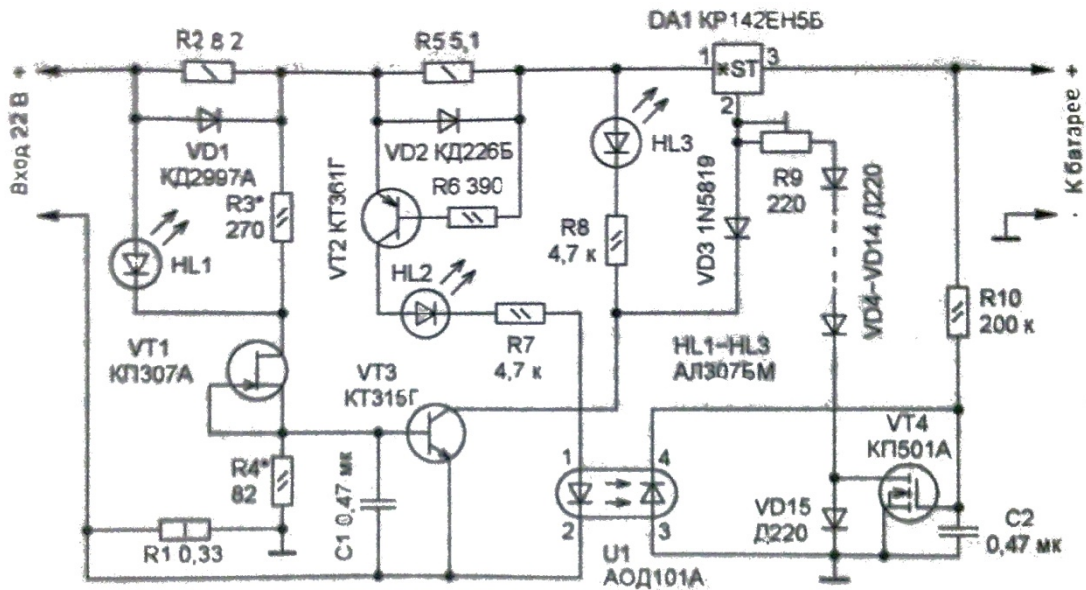 DA1 КР142ЕН5Б
R2 8 2
R5 5,1
1
*ST
3
2
+
Вход 22 В
К батарее +
VD1
КД2997А
VD2 КД226Б
HL3
R3*
270
VT2 КТ361Г
R6 390
R8
4,7 к
VD3 1N5819
R9
220
VD4–VD14 Д220
HL1
HL2
R7
4,7 к
R10
200 к
HL1–HL3
АЛ307БМ
VT1
КП307А
VT3
КТ315Г
VT4
КП501А
R4*
82
C1 0,47 мк
1
4
2
3
VD15
Д220
C2
0,47 мк
R1 0,33
U1
АОД101А